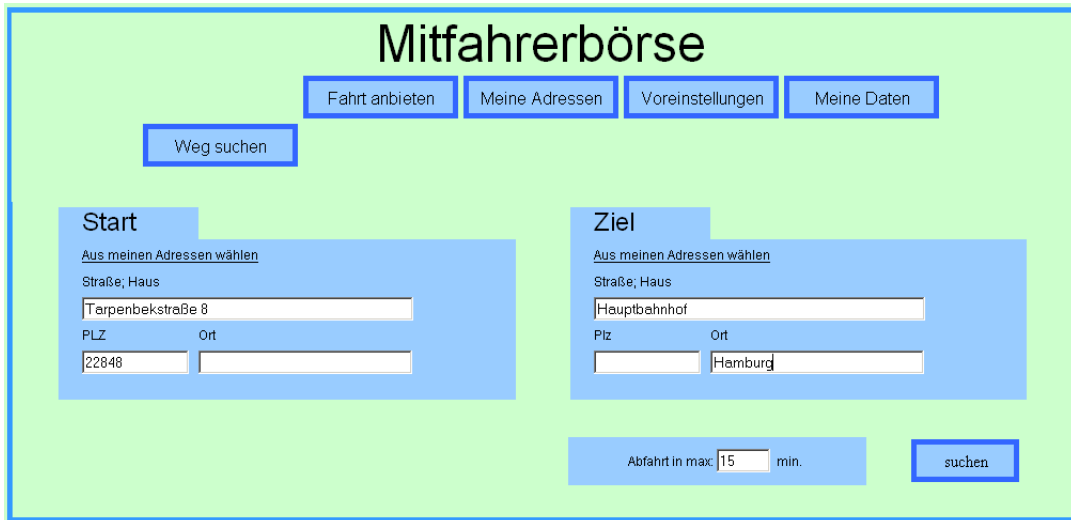 Mitfahrerbörse
Fahrt anbieten Meine Adressen Voreinstellungen Meine Daten
Weg suchen
Start
Aus meinen Adressen wählen
Straße; Haus
Tarpenbekstraße 8
PLZ Ort
22848
Ziel
Aus meinen Adressen wählen
Straße; Haus
Hauptbahnhof
Plz Ort
Hamburg
Abfahrt in max: 15 min.
suchen